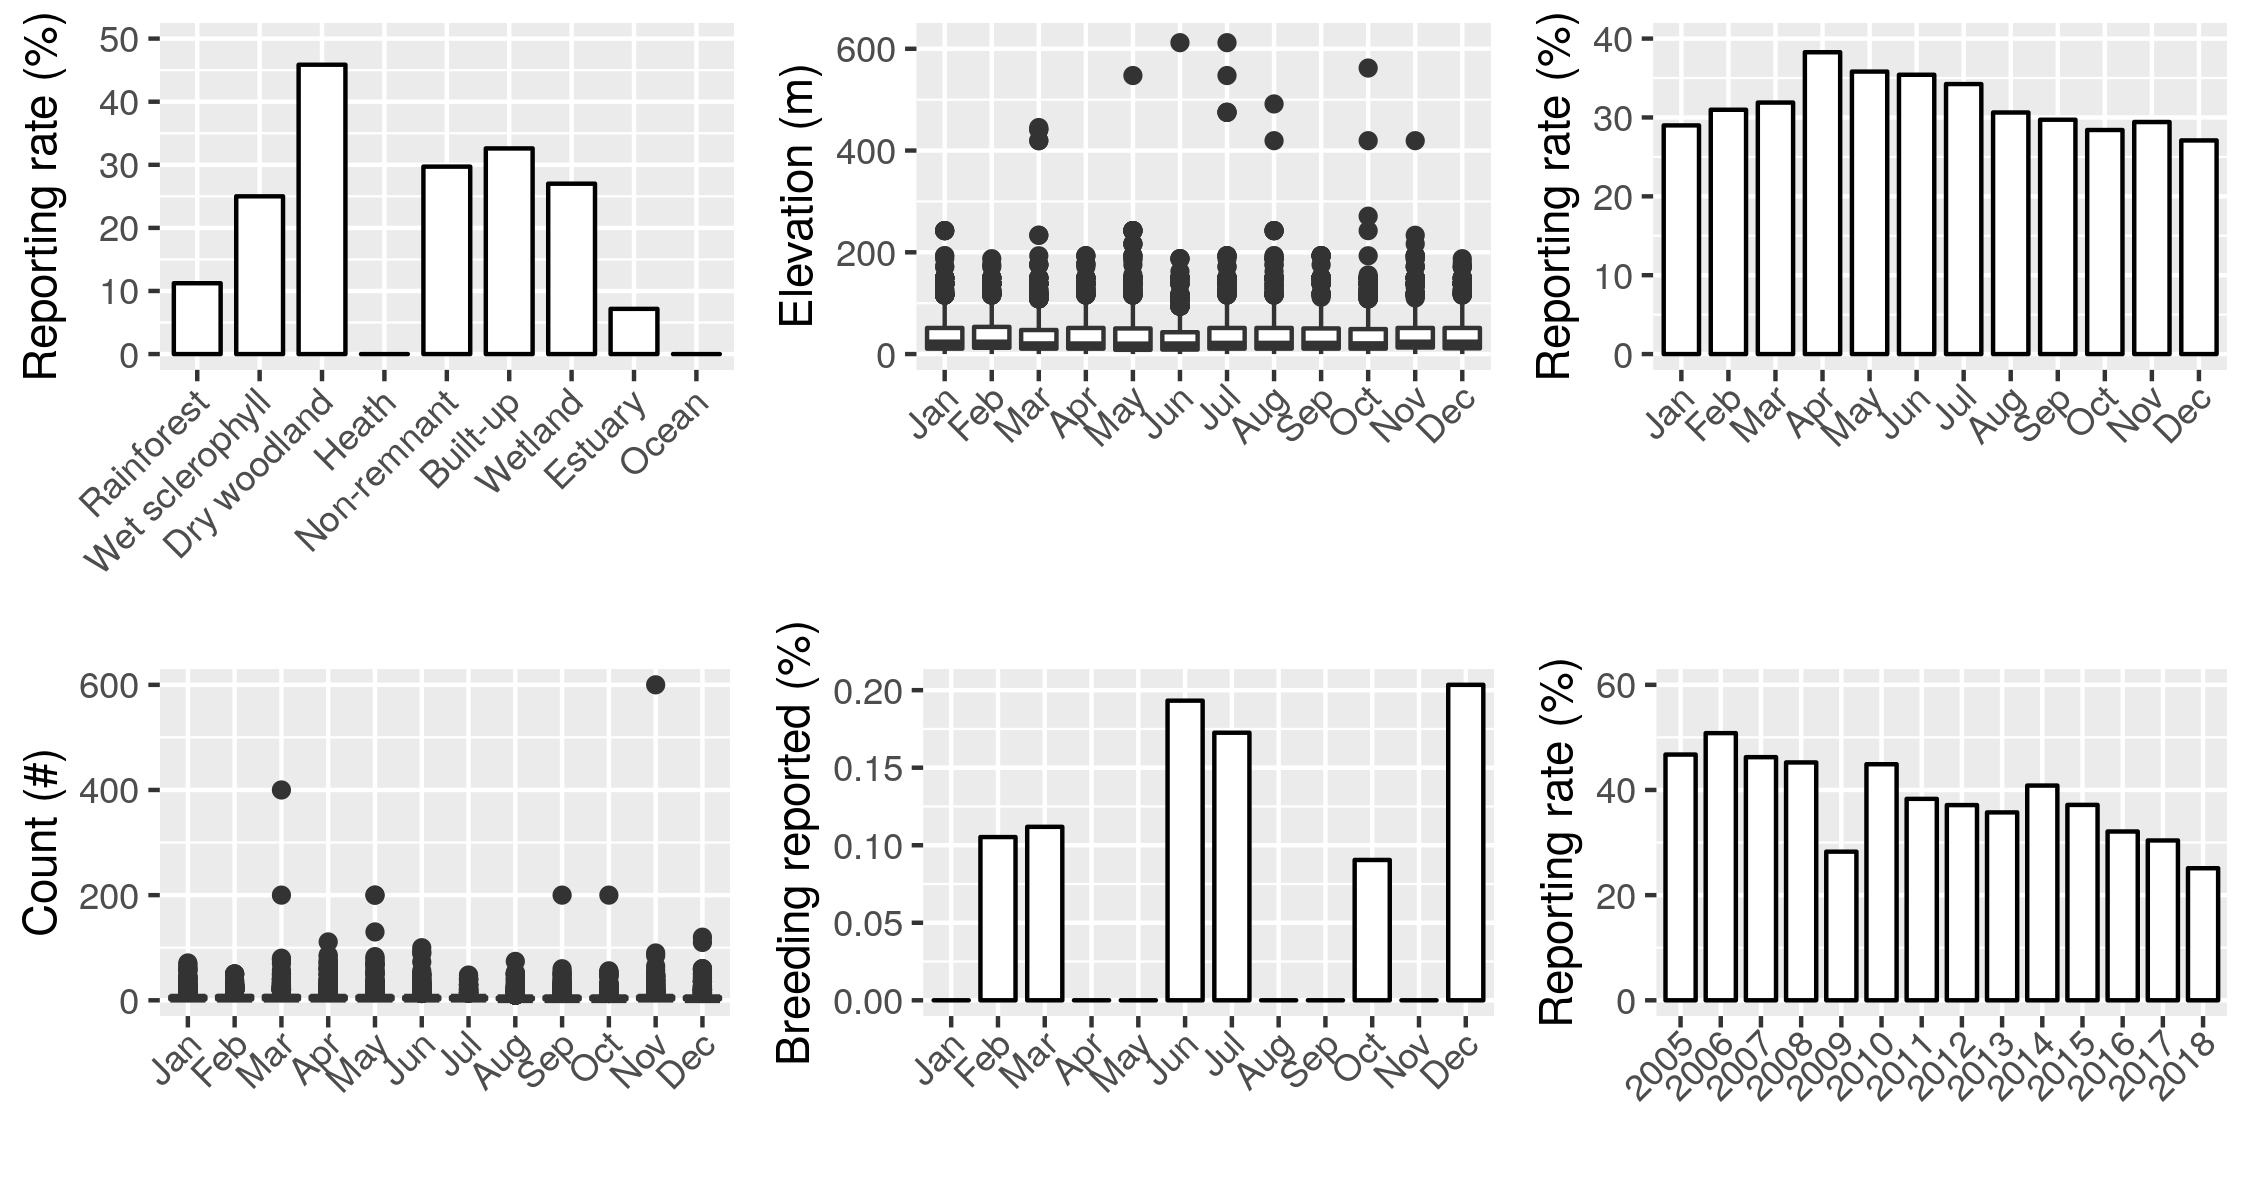 Reporting rate (%)
50
40
30
20
10
0
Rainforest
Wet sclerophyll
Dry woodland
Heath
Non-remnant
Built-up
Wetland
Estuary
Ocean
Elevation (m)
600
400
200
0
Jan
Feb
Mar
Apr
May
Jun
Jul
Aug
Sep
Oct
Nov
Dec
Reporting rate (%)
40
30
20
10
0
Jan
Feb
Mar
Apr
May
Jun
Jul
Aug
Sep
Oct
Nov
Dec
Count (#)
600
400
200
0
Jan
Feb
Mar
Apr
May
Jun
Jul
Aug
Sep
Oct
Nov
Dec
Breeding reported (%)
0.20
0.15
0.10
0.05
0.00
Jan
Feb
Mar
Apr
May
Jun
Jul
Aug
Sep
Oct
Nov
Dec
Reporting rate (%)
60
40
20
0
2005
2006
2007
2008
2009
2010
2011
2012
2013
2014
2015
2016
2017
2018